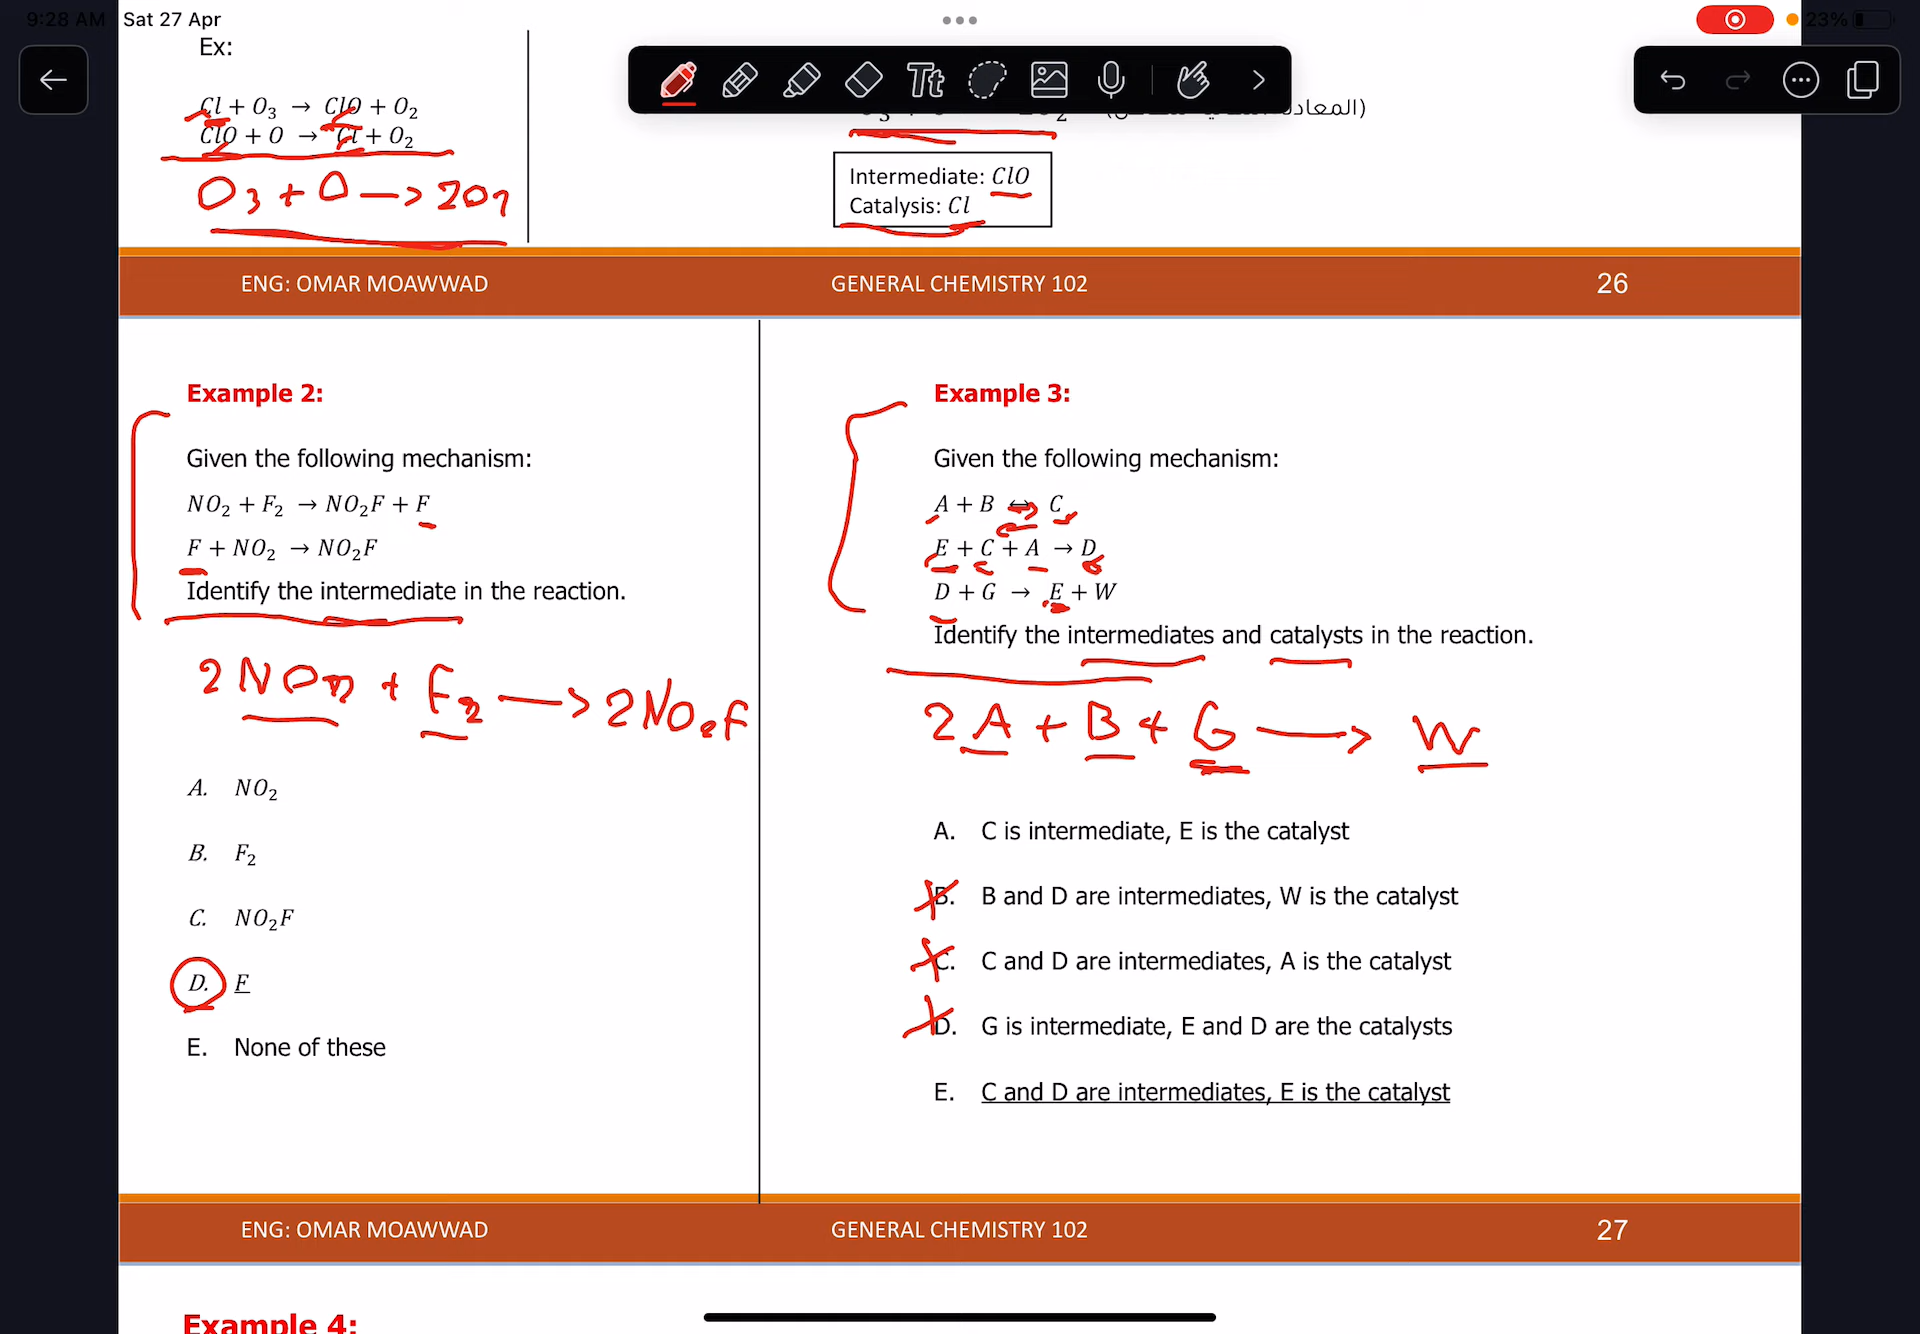 9:28 AM Sat 27 Apr
23%
Ex:
Cl + O₃ → ClO + O₂
ClO + O → Cl + O₂
O₃ + O → 2O₂
Tt
Intermediate: ClO
Catalysis: Cl
ENG: OMAR MOAWWAD GENERAL CHEMISTRY 102 26
Example 2:
Given the following mechanism:
NO₂ + F₂ → NO₂F + F
F + NO₂ → NO₂F
Identify the intermediate in the reaction.
2NO₂ + F₂ → 2NO₂F
A. NO₂
B. F₂
C. NO₂F
D. F
E. None of these
Example 3:
Given the following mechanism:
A + B ↔ C
E + C + A → D
D + G → E + W
Identify the intermediates and catalysts in the reaction.
2A + B + G → W
A. C is intermediate, E is the catalyst
B. B and D are intermediates, W is the catalyst
C. C and D are intermediates, A is the catalyst
D. G is intermediate, E and D are the catalysts
E. C and D are intermediates, E is the catalyst
ENG: OMAR MOAWWAD GENERAL CHEMISTRY 102 27
Example 4: